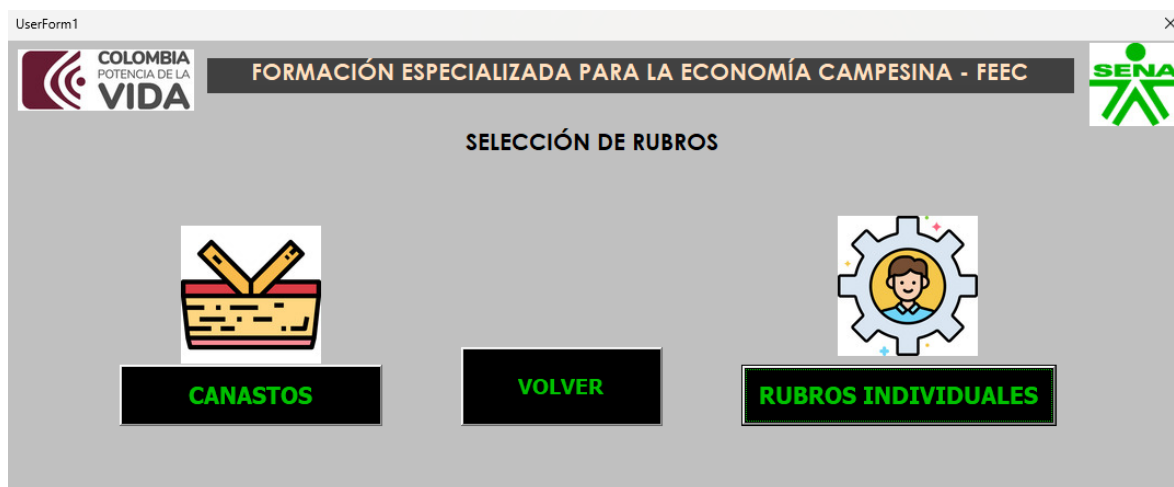 UserForm1
COLOMBIA
POTENCIA DE LA
VIDA
FORMACIÓN ESPECIALIZADA PARA LA ECONOMÍA CAMPESINA - FEEC
SENA
SELECCIÓN DE RUBROS
CANASTOS
VOLVER
RUBROS INDIVIDUALES